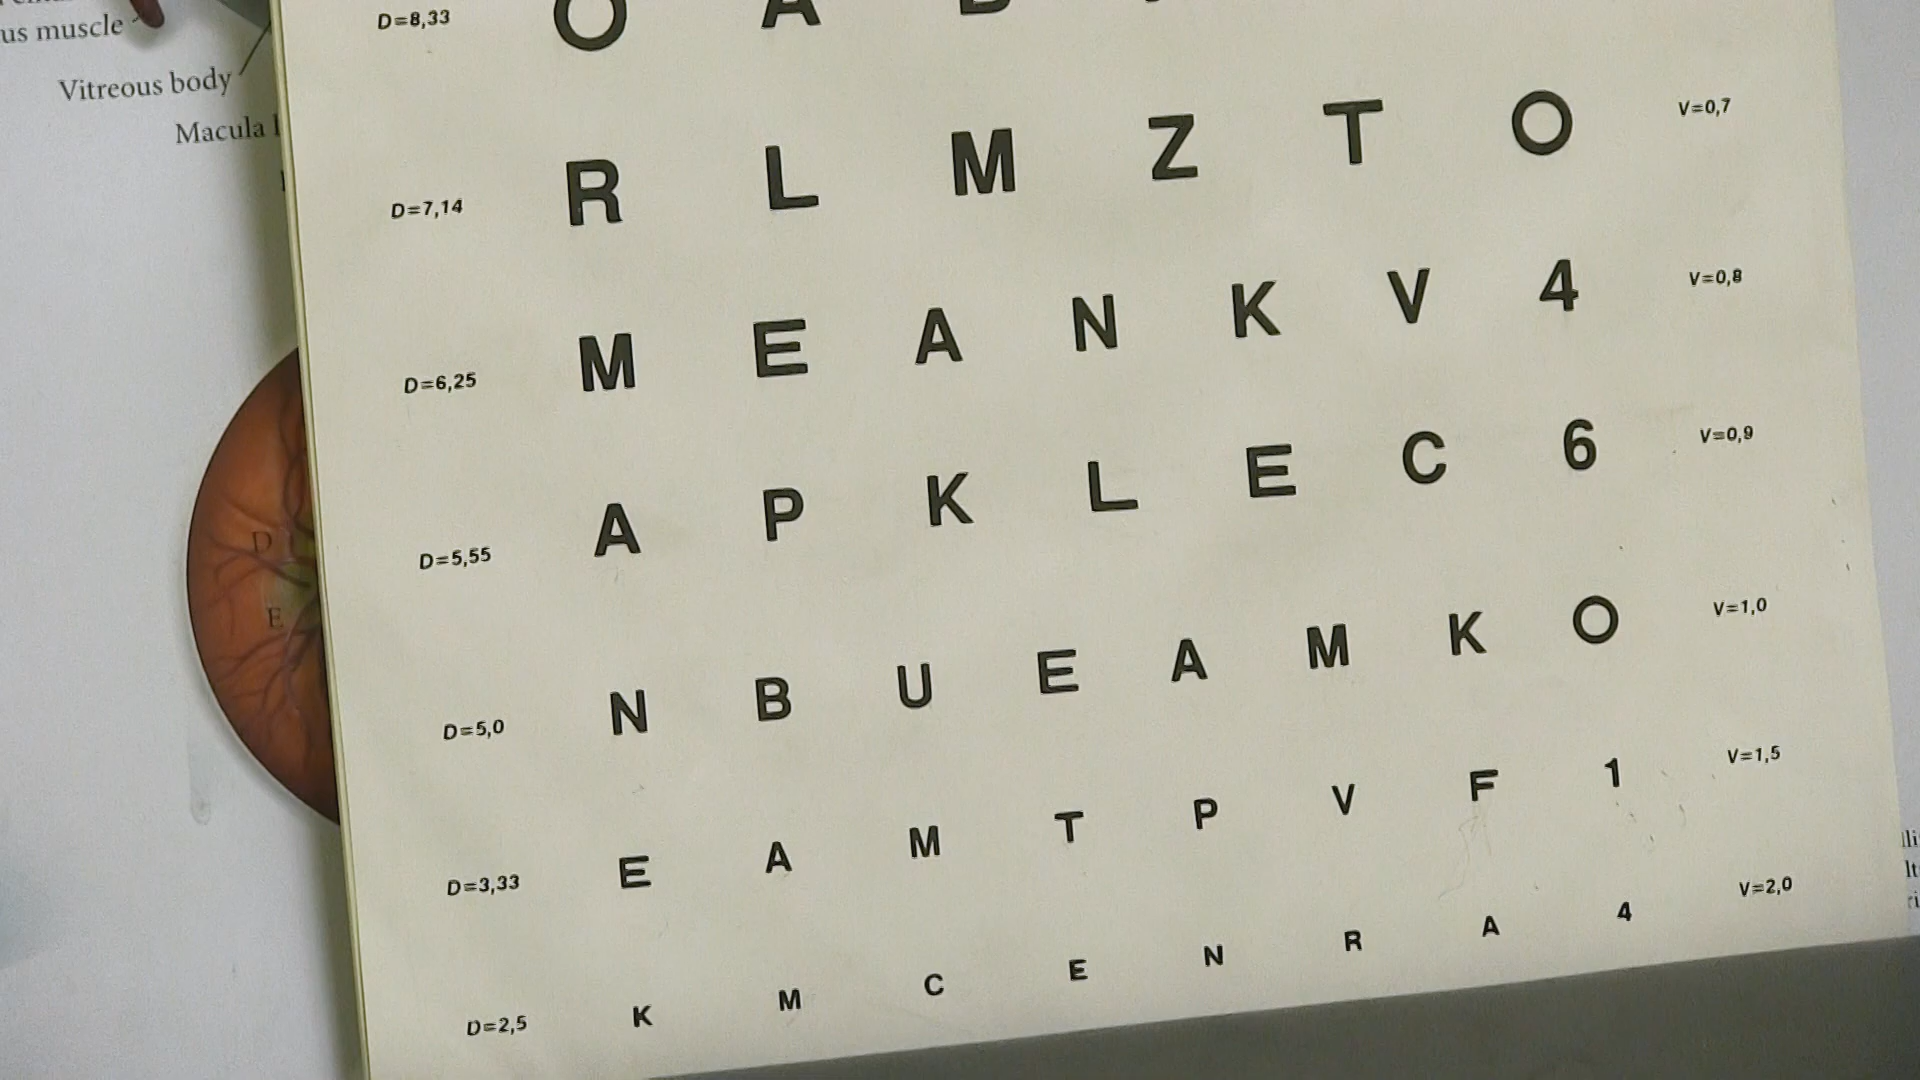 us muscle
Vitreous body
Macula l
D=8,33 O A B
D=7,14 R L M Z T O V=0,7
D=6,25 M E A N K V 4 V=0,8
D=5,55 A P K L E C 6 V=0,9
D
E
D=5,0 N B U E A M K O V=1,0
D=3,33 E A M T P V F 1 V=1,5
D=2,5 K M C E N R A 4 V=2,0